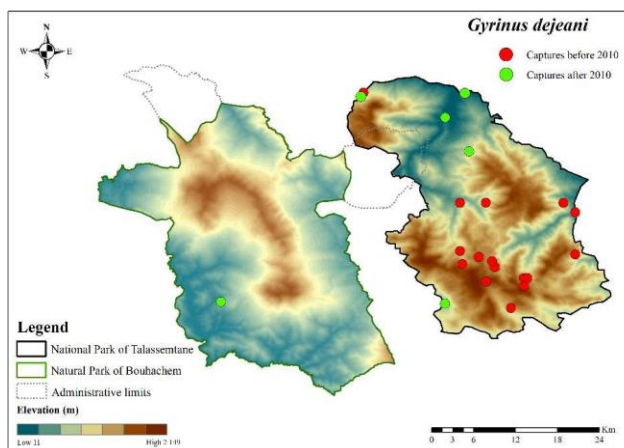 Gyrinus dejeani
Captures before 2010
Captures after 2010
N
W E
S
Legend
National Park of Talassemtane
Natural Park of Bouhachem
Administrative limits
Elevation (m)
Low 11 High 2 149
Km
0 3 6 12 18 24